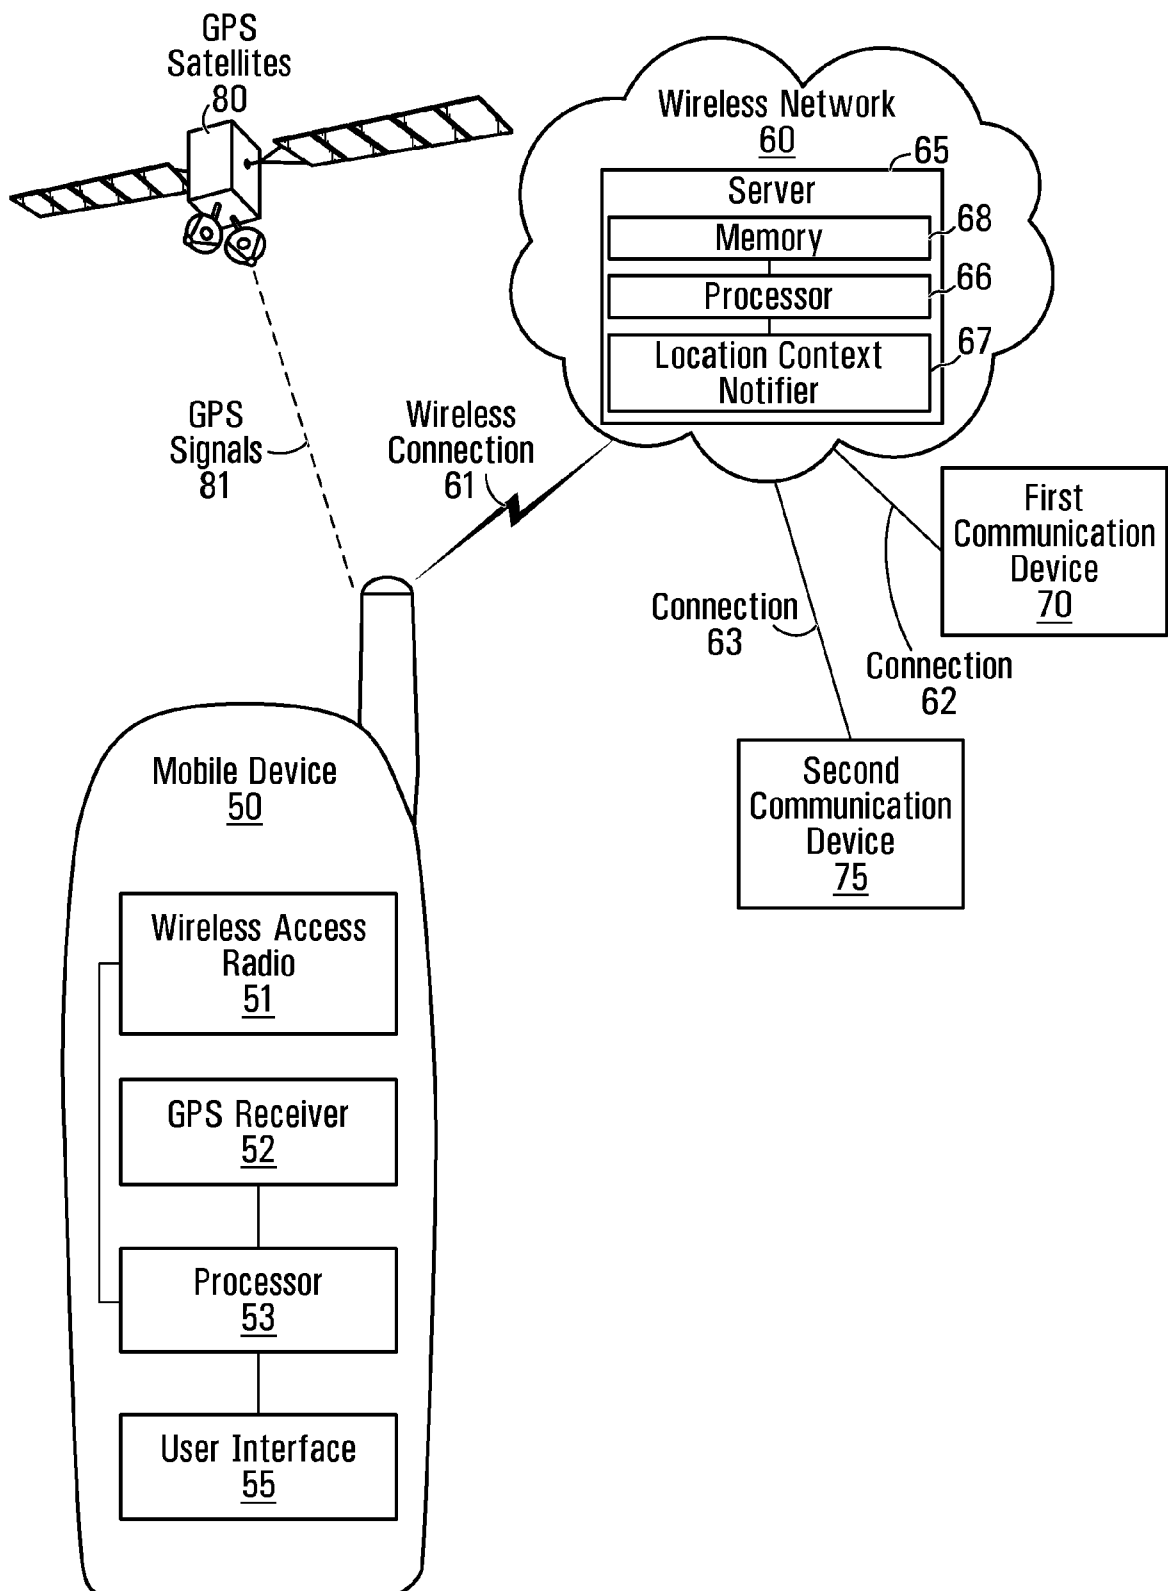 GPS
Satellites
80
Wireless Network
60
65
Server
Memory
68
Processor
66
Location Context
Notifier
67
GPS
Signals
81
Wireless
Connection
61
First
Communication
Device
70
Connection
63
Connection
62
Second
Communication
Device
75
Mobile Device
50
Wireless Access
Radio
51
GPS Receiver
52
Processor
53
User Interface
55